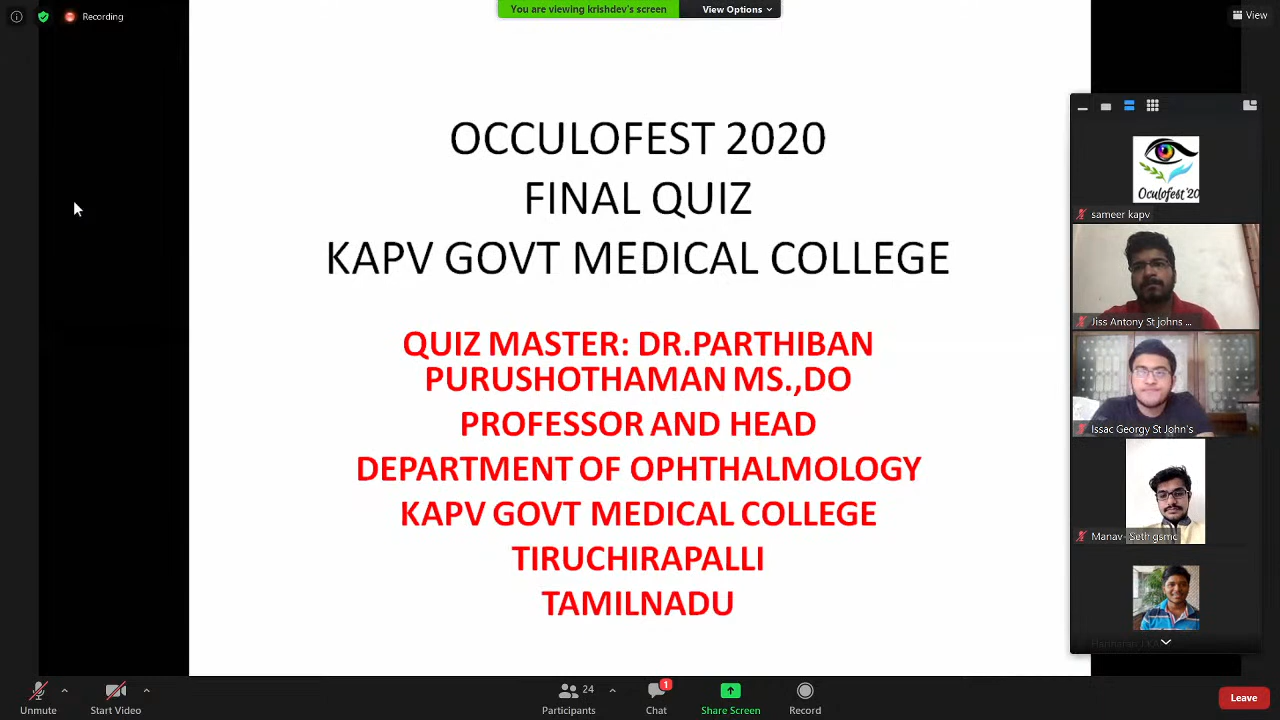 Recording
You are viewing krishdev's screen
View Options
View
OCCULOFEST 2020
FINAL QUIZ
KAPV GOVT MEDICAL COLLEGE
QUIZ MASTER: DR.PARTHIBAN
PURUSHOTHAMAN MS.,DO
PROFESSOR AND HEAD
DEPARTMENT OF OPHTHALMOLOGY
KAPV GOVT MEDICAL COLLEGE
TIRUCHIRAPALLI
TAMILNADU
Oculofest'20
sameer kapv
Jiss Antony St johns ...
Issac Georgy St John's
Manav Seth gsmc
Unmute
Start Video
24
Participants
1
Chat
Share Screen
Record
Leave